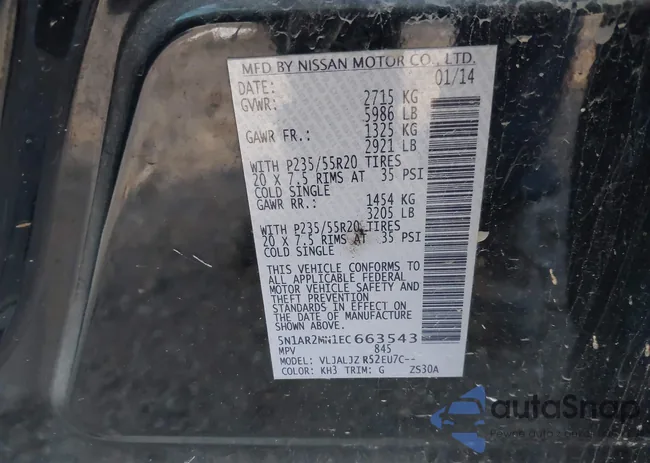 MFD BY NISSAN MOTOR CO., LTD.
DATE: 01/14
GVWR: 2715 KG
5986 LB
GAWR FR.: 1325 KG
2921 LB
WITH P235/55R20 TIRES
20 X 7.5 RIMS AT 35 PSI
COLD SINGLE
GAWR RR.: 1454 KG
3205 LB
WITH P235/55R20 TIRES
20 X 7.5 RIMS AT 35 PSI
COLD SINGLE
THIS VEHICLE CONFORMS TO
ALL APPLICABLE FEDERAL
MOTOR VEHICLE SAFETY AND
THEFT PREVENTION
STANDARDS IN EFFECT ON
THE DATE OF MANUFACTURE
SHOWN ABOVE.
5N1AR2MN1EC663543
MPV 845
MODEL: VLJALJZ R52EU7C--
COLOR: KH3 TRIM: G ZS30A
autoSnap